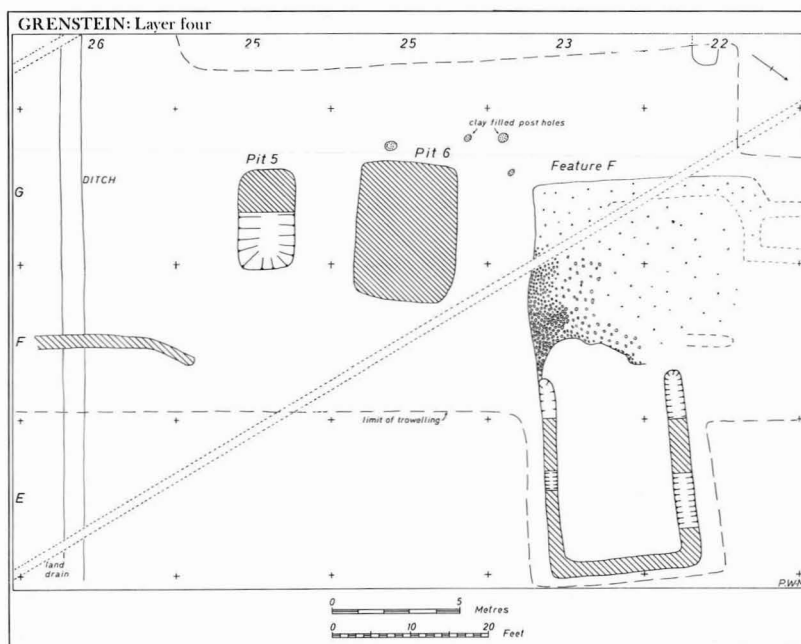 GRENSTEIN: Layer four
26 25 25 23 22
clay filled post holes
Pit 5 Pit 6 Feature F
G DITCH
F
limit of trowelling
E
land
drain
P.WM
0 5 Metres
0 10 20 Feet